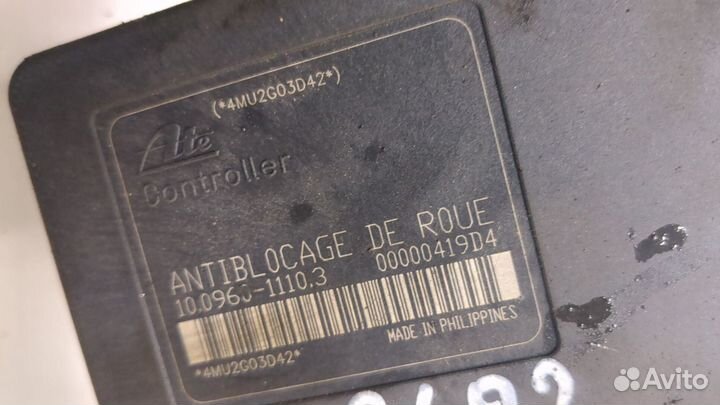 (*4MU2G03D42*)
Ate
Controller
ANTIBLOCAGE DE ROUE
10.0960-1110.3 00000419D4
MADE IN PHILIPPINES
*4MU2G03D42*
Avito